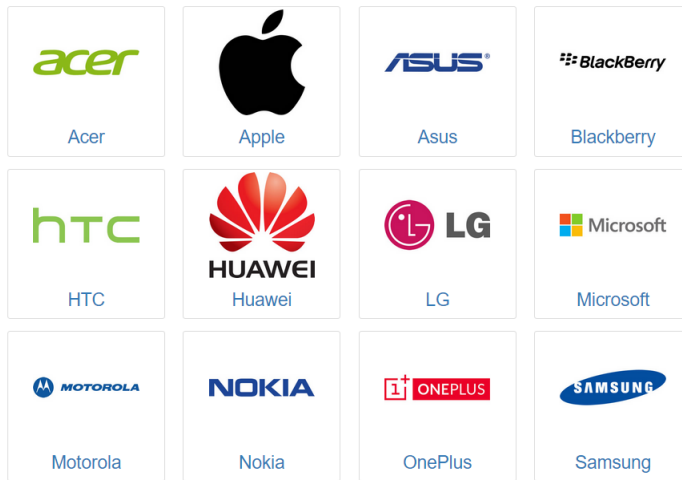 acer
Acer
Apple
ASUS®
Asus
BlackBerry
Blackberry
hTC
HTC
HUAWEI
Huawei
LG
LG
LG
Microsoft
Microsoft
M MOTOROLA
Motorola
NOKIA
Nokia
1+ ONEPLUS
OnePlus
SAMSUNG
Samsung